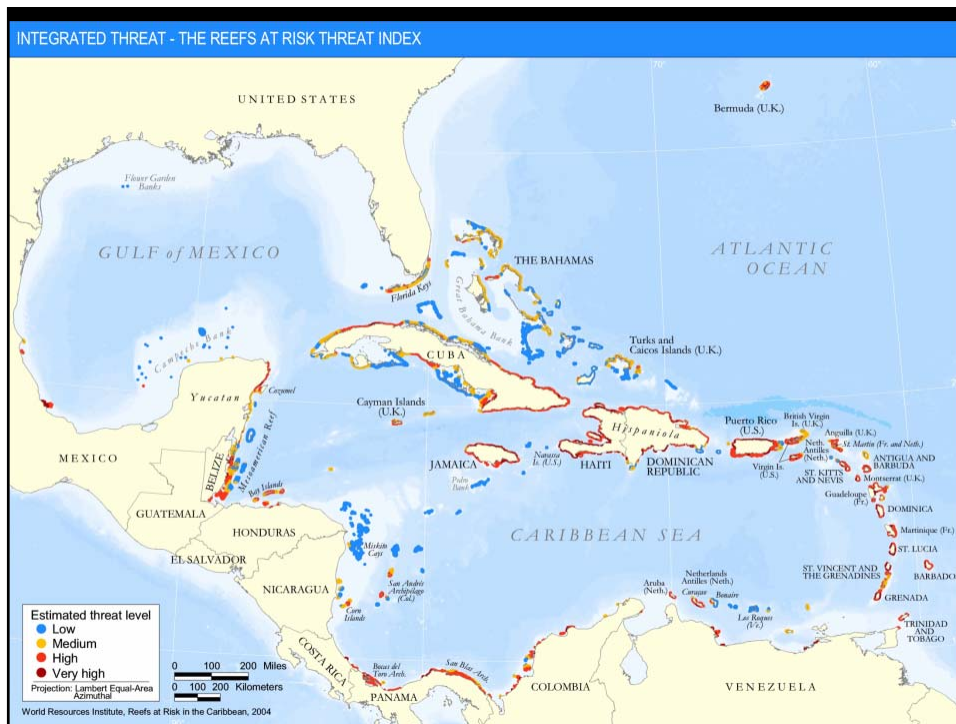 INTEGRATED THREAT - THE REEFS AT RISK THREAT INDEX
70°
60°
Bermuda (U.K.)
UNITED STATES
Flower Garden
Banks
GULF of MEXICO
ATLANTIC
OCEAN
THE BAHAMAS
Florida Keys
Great Bahama Bank
Campeche Bank
CUBA
Turks and
Caicos Islands (U.K.)
Yucatan
Cozumel
Cayman Islands
(U.K.)
Mesoamerican Reef
Hispaniola
Puerto Rico
(U.S.)
British Virgin
Is. (U.K.)
Anguilla (U.K.)
St. Martin (Fr. and Neth.)
MEXICO
BELIZE
JAMAICA
Navassa
Is. (U.S.)
HAITI
DOMINICAN
REPUBLIC
Virgin Is.
(U.S.)
Neth.
Antilles
(Neth.)
ST. KITTS
AND NEVIS
ANTIGUA AND
BARBUDA
Montserrat (U.K.)
Pedro
Bank
Bay Islands
Guadeloupe
(Fr.)
DOMINICA
GUATEMALA
HONDURAS
CARIBBEAN SEA
Martinique (Fr.)
Miskito
Cays
EL SALVADOR
ST. LUCIA
ST. VINCENT AND
THE GRENADINES
BARBADO
NICARAGUA
San Andrés
Archipélago
(Col.)
Corn
Islands
Aruba
(Neth.)
Netherlands
Antilles (Neth.)
Curaçao
Bonaire
Los Roques
(Vz.)
GRENADA
TRINIDAD
AND
TOBAGO
COSTA RICA
Bocas del
Toro Arch.
San Blas Arch.
PANAMA
COLOMBIA
VENEZUELA
Estimated threat level
Low
Medium
High
Very high
Projection: Lambert Equal-Area
Azimuthal
0 100 200 Miles
0 100 200 Kilometers
World Resources Institute, Reefs at Risk in the Caribbean, 2004